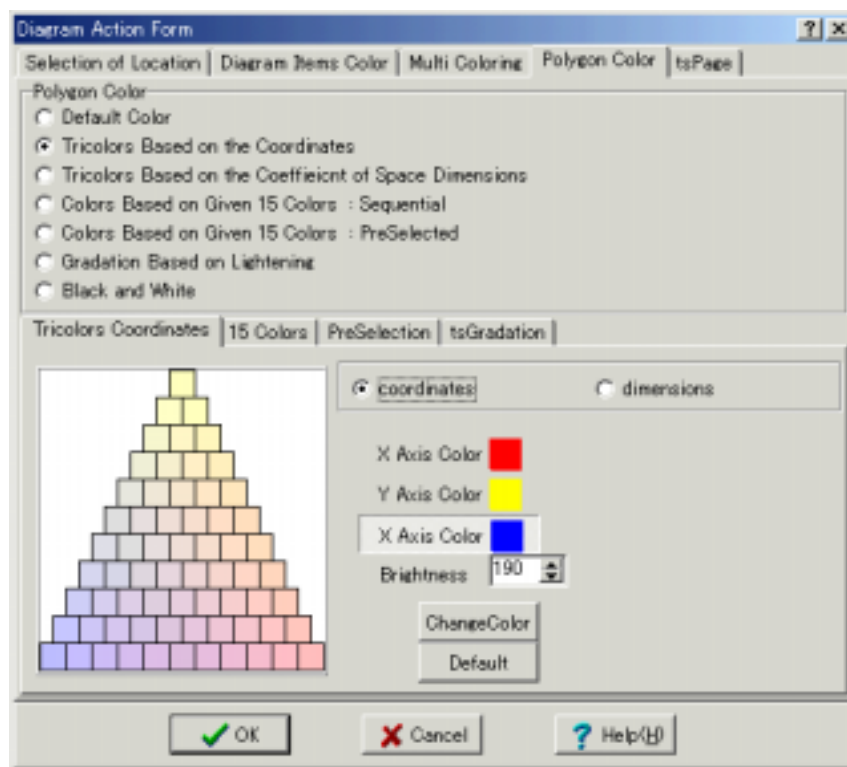 Diagram Action Form
Selection of Location Diagram Items Color Multi Coloring Polygon Color tsPage
Polygon Color
Default Color
Tricolors Based on the Coordinates
Tricolors Based on the Coeffieicnt of Space Dimensions
Colors Based on Given 15 Colors : Sequential
Colors Based on Given 15 Colors : PreSelected
Gradation Based on Lightening
Black and White
Tricolors Coordinates 15 Colors PreSelection tsGradation
coordinates dimensions
X Axis Color
Y Axis Color
X Axis Color
Brightness 190
ChangeColor
Default
OK Cancel Help(H)